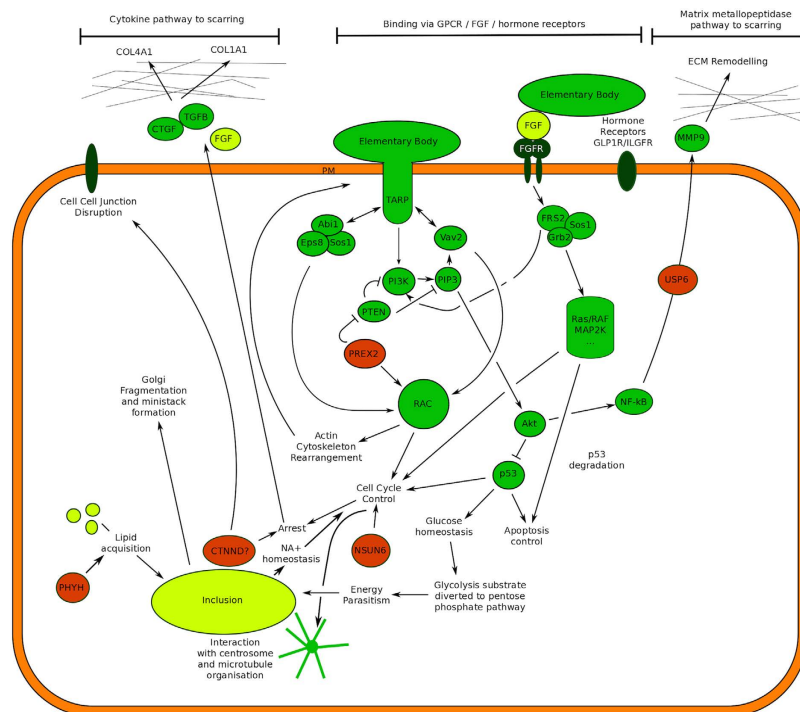 Cytokine pathway to scarring
Binding via GPCR / FGF / hormone receptors
Matrix metallopeptidase
pathway to scarring
COL4A1
COL1A1
ECM Remodelling
TGFB
CTGF
FGF
Elementary Body
Elementary Body
FGF
FGFR
Hormone
Receptors
GLP1R/ILGFR
MMP9
PM
Cell Cell Junction
Disruption
TARP
Abi1
Eps8
Sos1
Vav2
FRS2
Sos1
Grb2
PI3K
PIP3
PTEN
USP6
Ras/RAF
MAP2K
...
PREX2
Golgi
Fragmentation
and ministack
formation
RAC
NF-kB
Akt
Actin
Cytoskeleton
Rearrangement
p53
degradation
p53
Cell Cycle
Control
Lipid
acquisition
Arrest
Glucose
homeostasis
Apoptosis
control
CTNND?
NA+
homeostasis
NSUN6
PHYH
Inclusion
Energy
Parasitism
Glycolysis substrate
diverted to pentose
phosphate pathway
Interaction
with centrosome
and microtubule
organisation